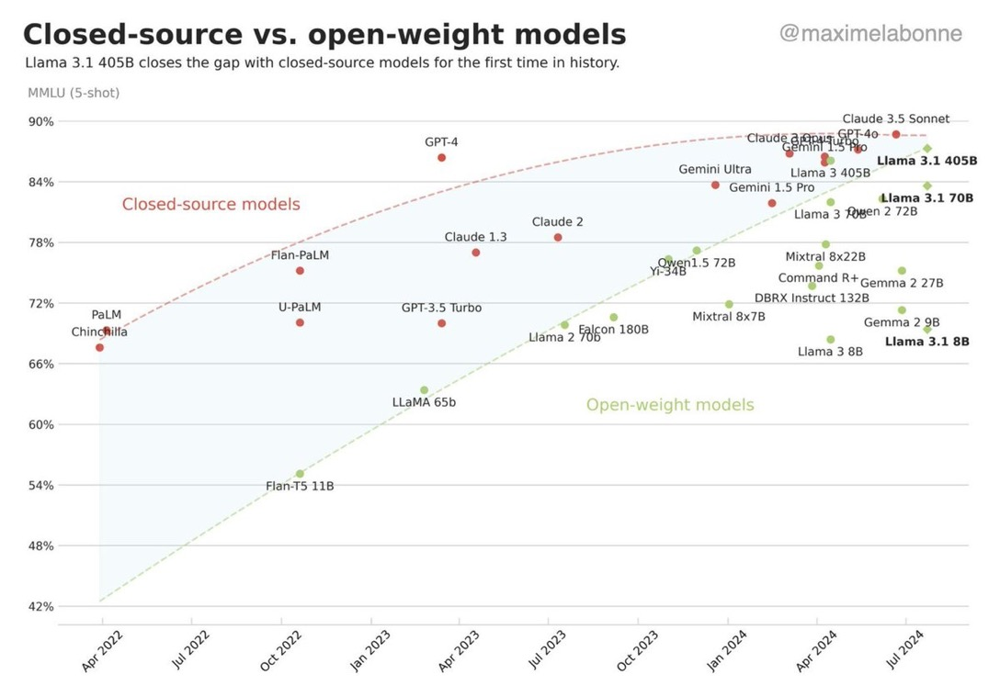 Closed-source vs. open-weight models
@maximelabonne
Llama 3.1 405B closes the gap with closed-source models for the first time in history.
MMLU (5-shot)
90%
84%
78%
72%
66%
60%
54%
48%
42%
Claude 3.5 Sonnet
GPT-4o
GPT-4 Turbo
Claude 3 Opus
GPT-4
Gemini 1.5 Pro
Llama 3.1 405B
Gemini Ultra
Llama 3 405B
Gemini 1.5 Pro
Llama 3.1 70B
Closed-source models
Llama 3 70B
Qwen 2 72B
Claude 2
Claude 1.3
Flan-PaLM
Mixtral 8x22B
Qwen1.5 72B
Yi-34B
Command R+
Gemma 2 27B
DBRX Instruct 132B
U-PaLM
GPT-3.5 Turbo
PaLM
Mixtral 8x7B
Gemma 2 9B
Chinchilla
Falcon 180B
Llama 2 70b
Llama 3.1 8B
Llama 3 8B
LLaMA 65b
Open-weight models
Flan-T5 11B
Apr 2022
Jul 2022
Oct 2022
Jan 2023
Apr 2023
Jul 2023
Oct 2023
Jan 2024
Apr 2024
Jul 2024